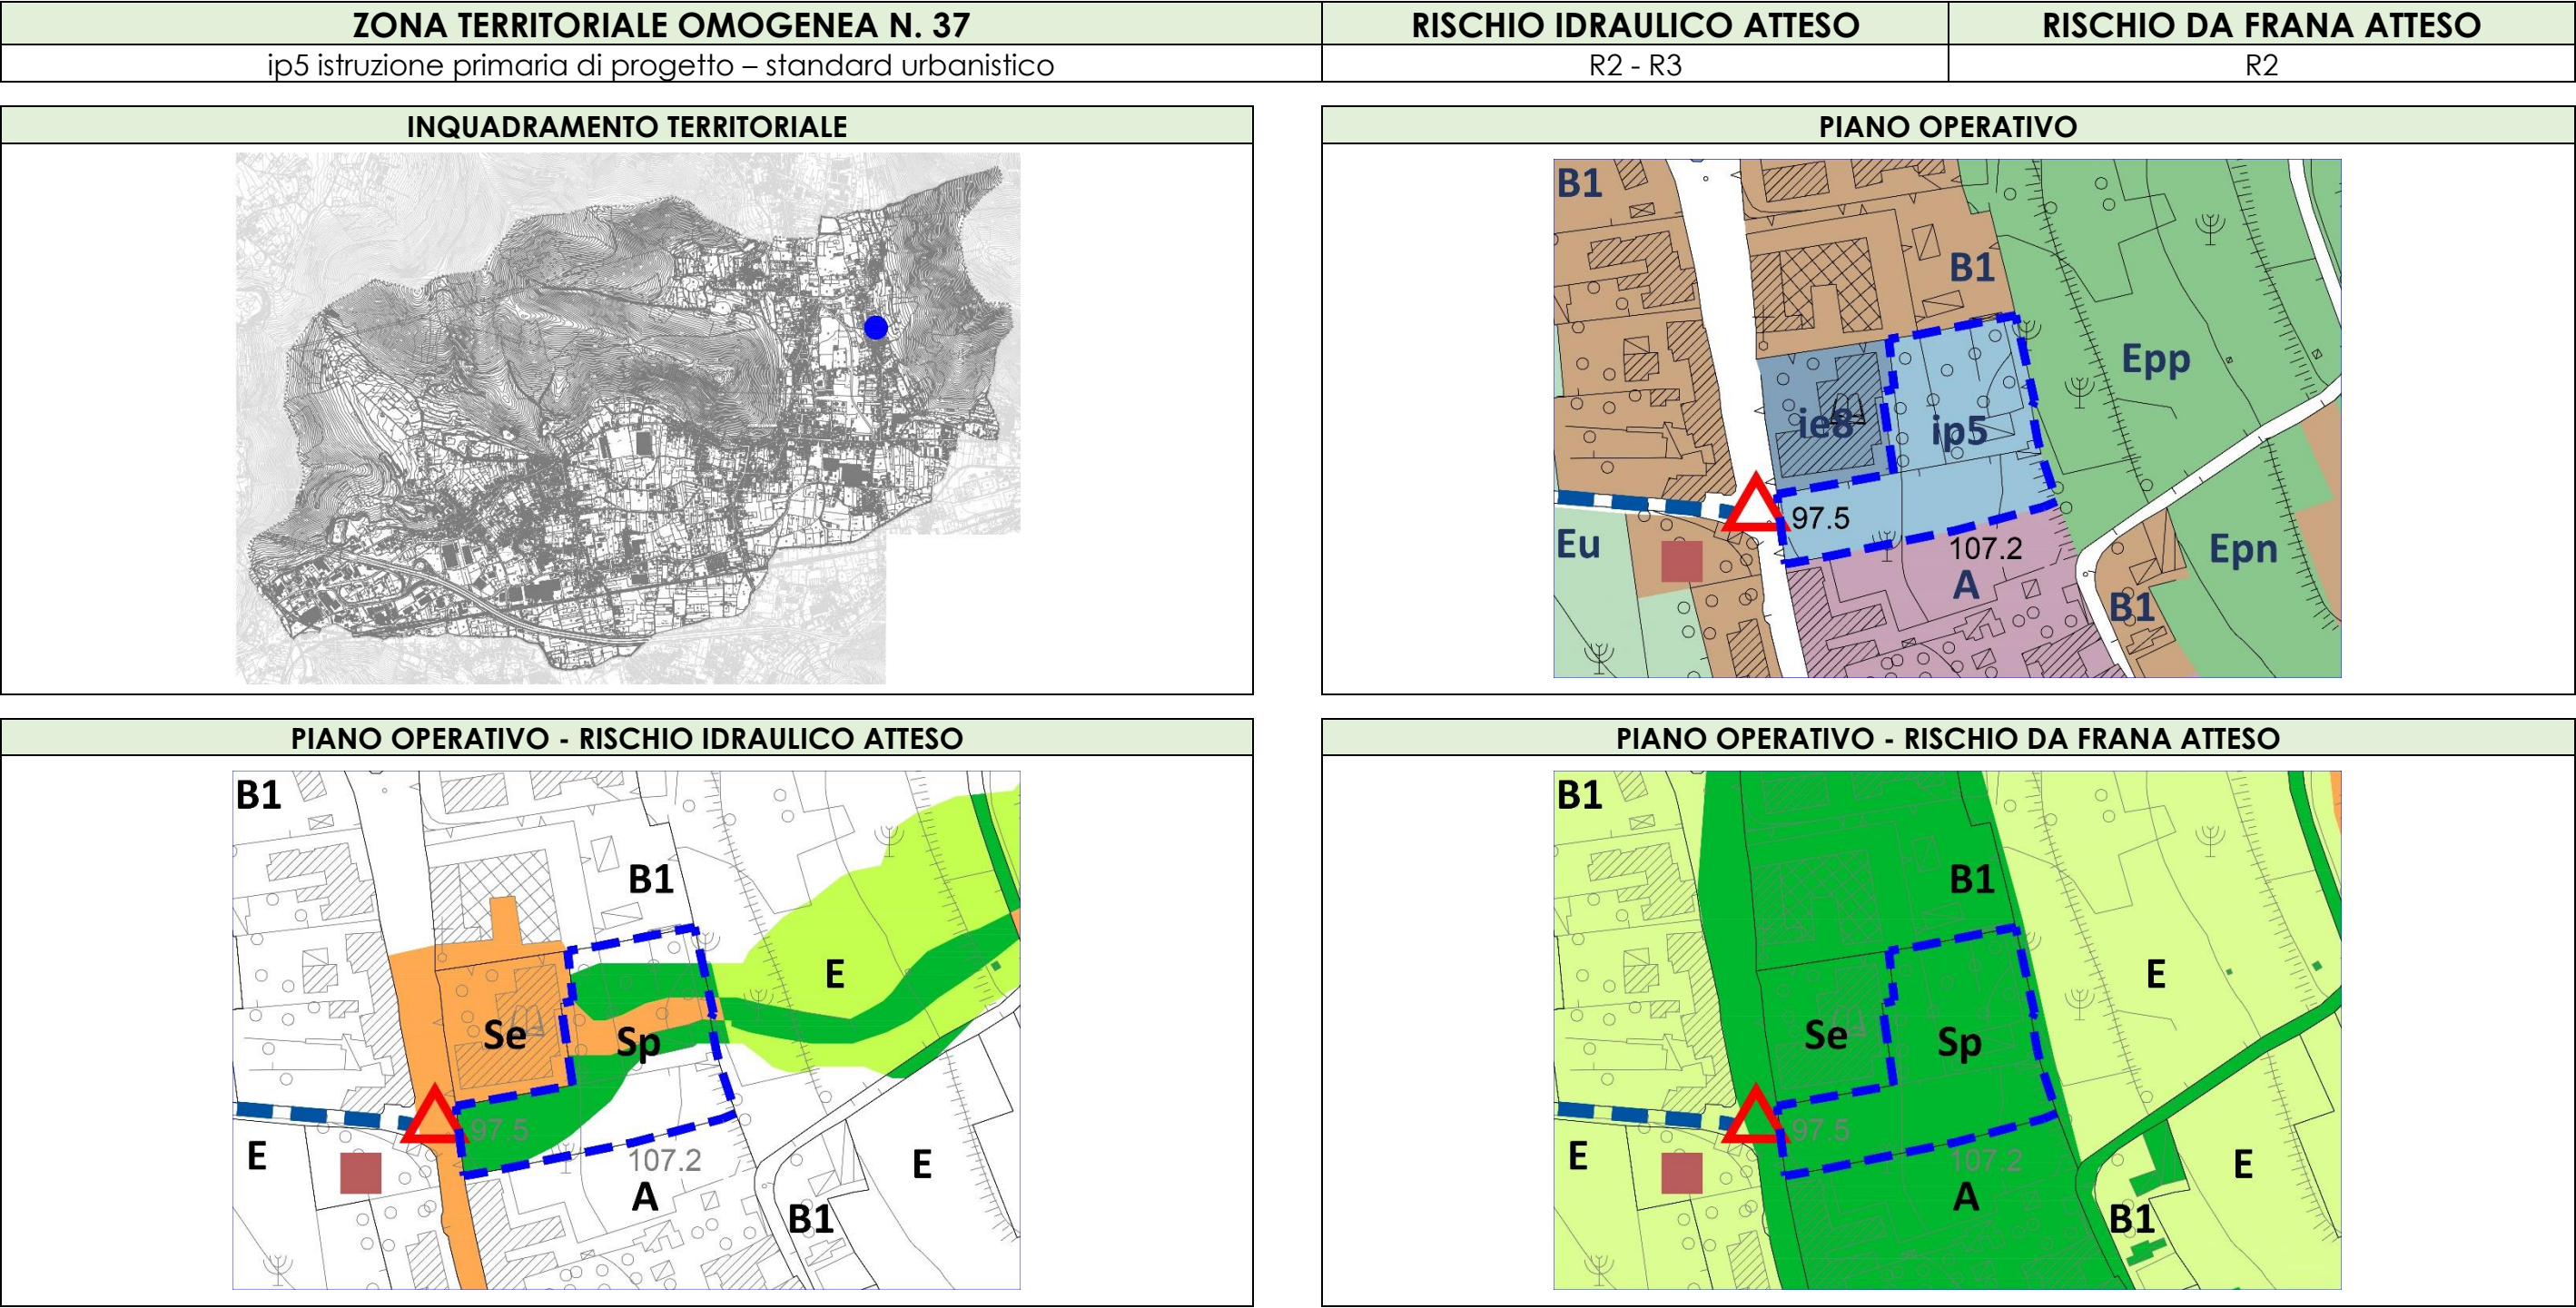 ZONA TERRITORIALE OMOGENEA N. 37
RISCHIO IDRAULICO ATTESO
RISCHIO DA FRANA ATTESO
ip5 istruzione primaria di progetto – standard urbanistico
R2 - R3
R2
INQUADRAMENTO TERRITORIALE
PIANO OPERATIVO
B1
B1
Epp
ie8
ip5
97.5
Eu
107.2
Epn
A
B1
PIANO OPERATIVO - RISCHIO IDRAULICO ATTESO
B1
B1
E
Se
Sp
97.5
E
107.2
E
A
B1
PIANO OPERATIVO - RISCHIO DA FRANA ATTESO
B1
B1
E
Se
Sp
97.5
E
107.2
E
A
B1